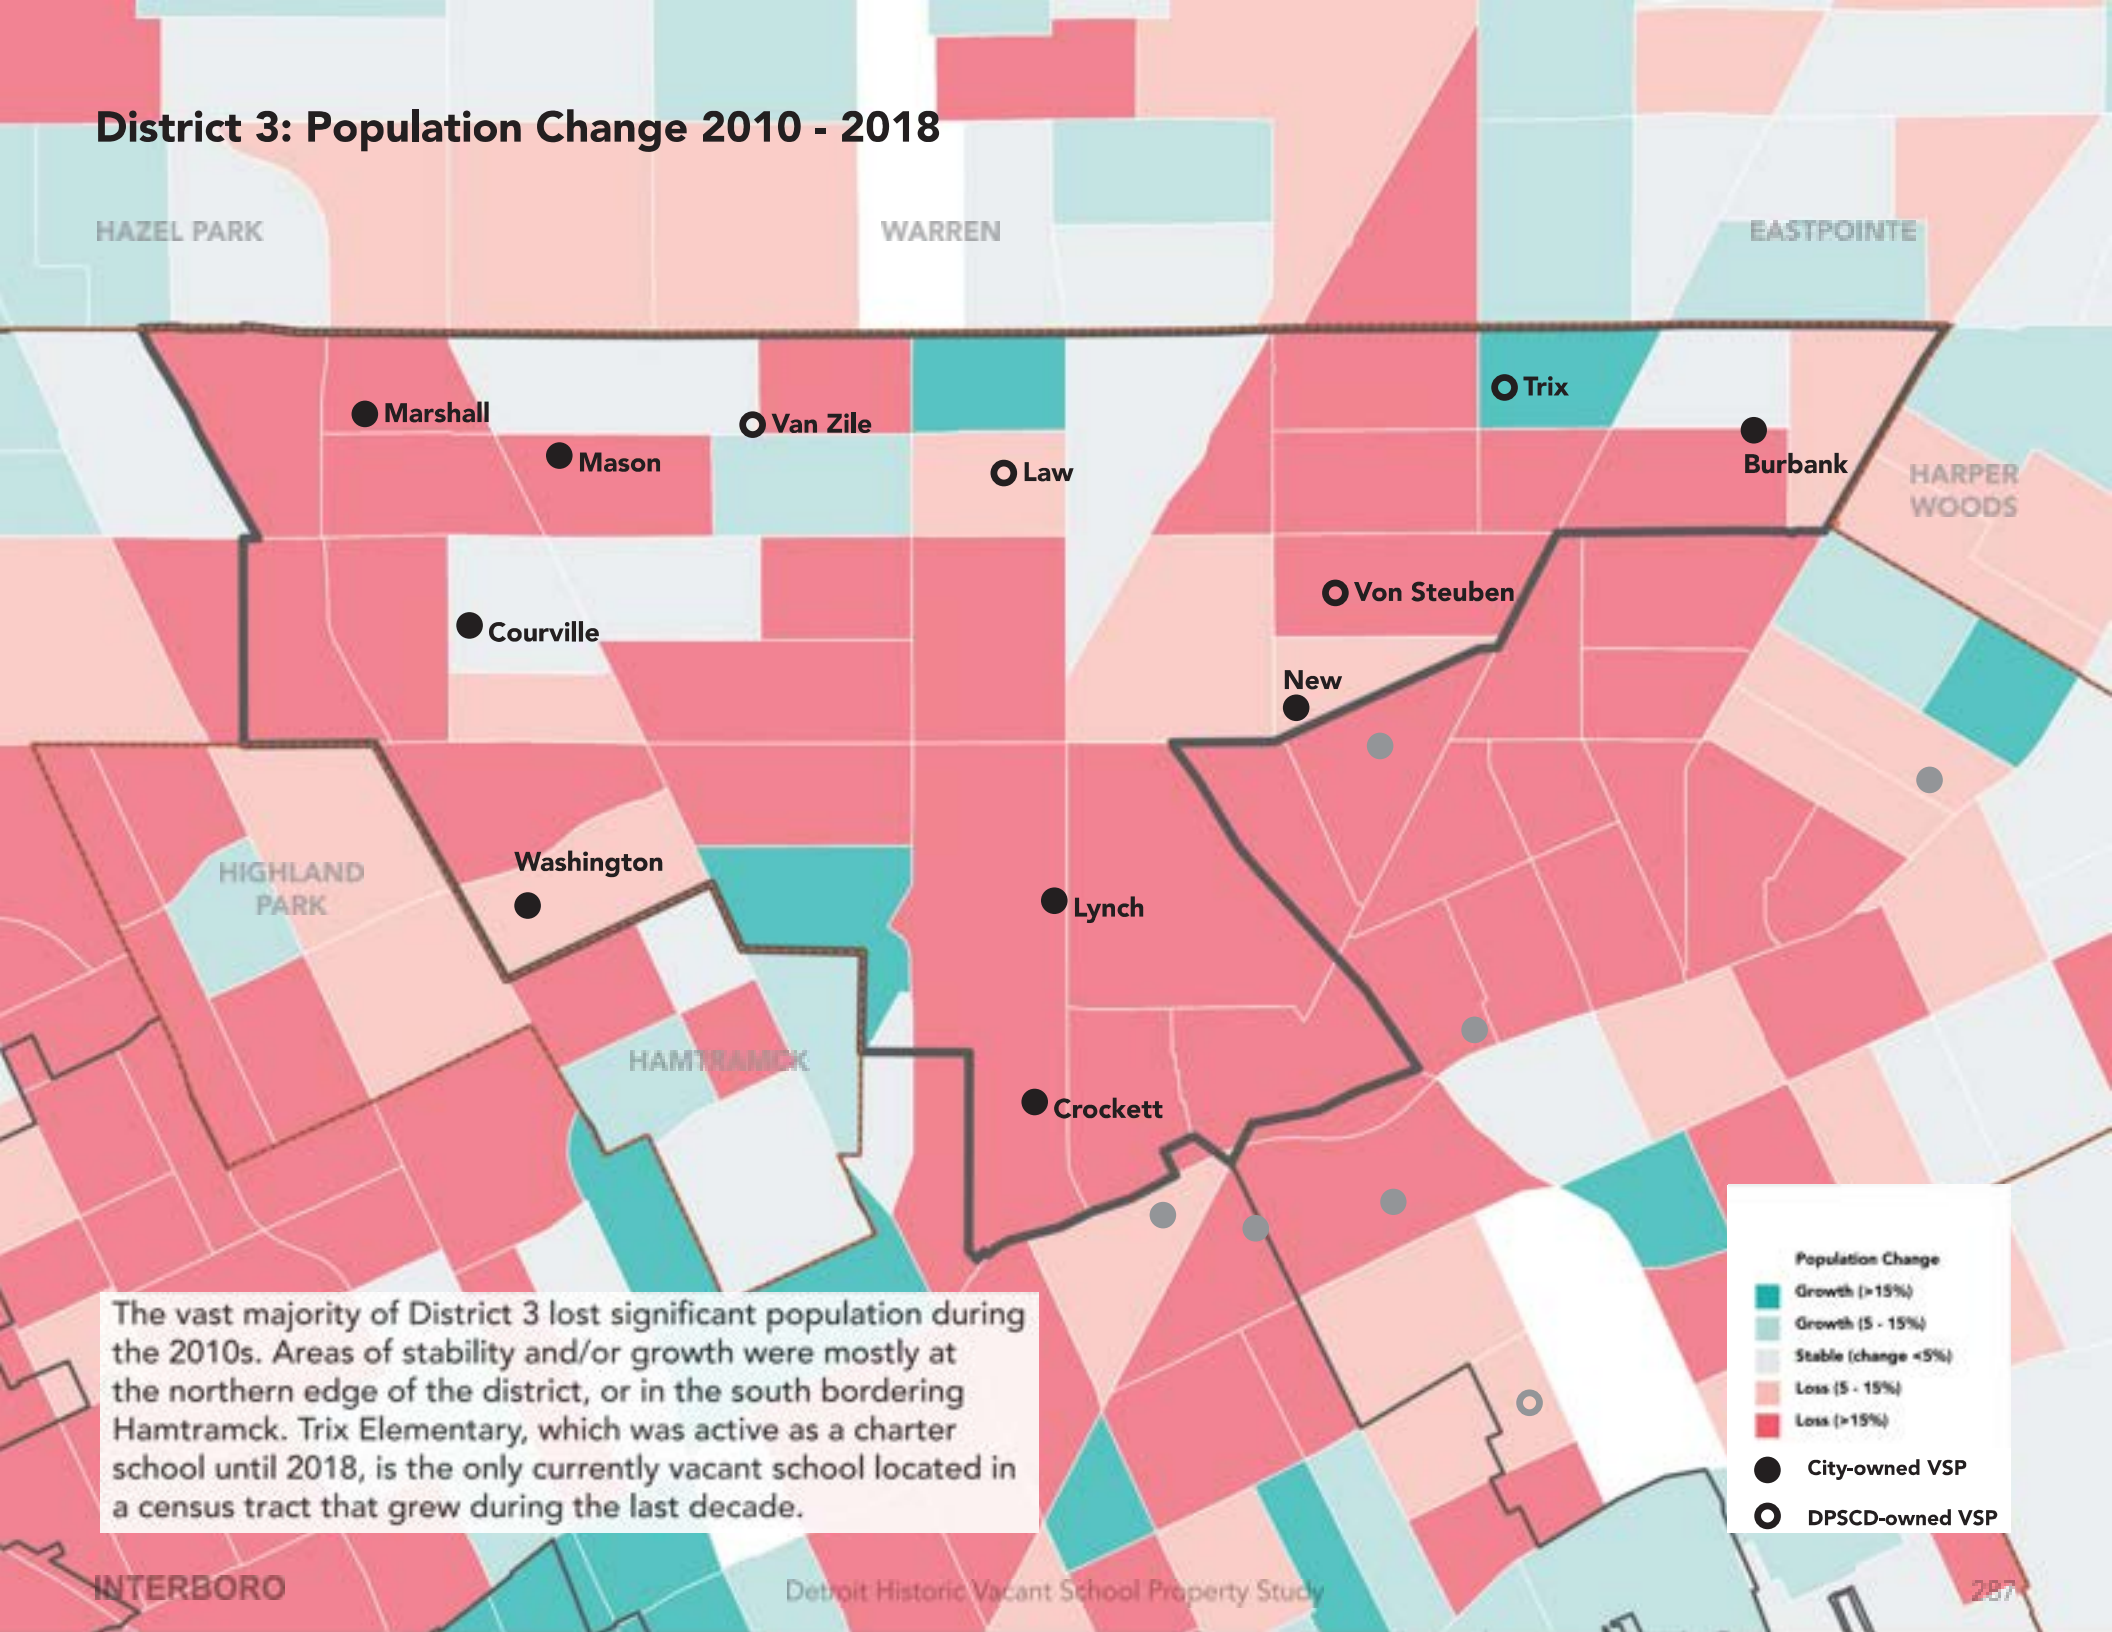 District 3: Population Change 2010 - 2018
HAZEL PARK
WARREN
EASTPOINTE
Trix
Marshall
Van Zile
Mason
Law
Burbank
HARPER
WOODS
Von Steuben
Courville
New
Washington
HIGHLAND
PARK
Lynch
HAMTRAMCK
Crockett
Population Change
Growth (>15%)
Growth (5 - 15%)
Stable (change <5%)
Loss (5 - 15%)
Loss (>15%)
City-owned VSP
DPSCD-owned VSP
The vast majority of District 3 lost significant population during
the 2010s. Areas of stability and/or growth were mostly at
the northern edge of the district, or in the south bordering
Hamtramck. Trix Elementary, which was active as a charter
school until 2018, is the only currently vacant school located in
a census tract that grew during the last decade.
INTERBORO
Detroit Historic Vacant School Property Study
287